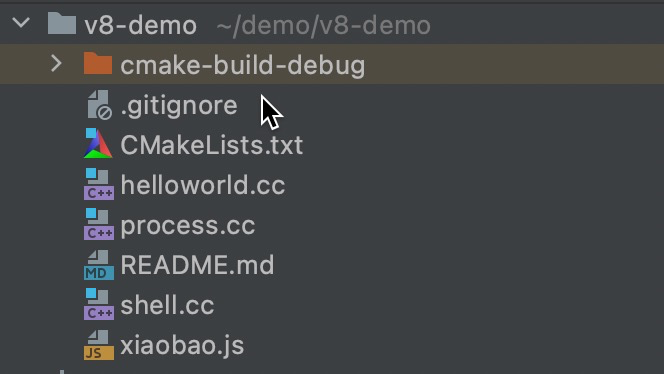 v8-demo ~/demo/v8-demo
cmake-build-debug
.gitignore
CMakeLists.txt
C++ helloworld.cc
C++ process.cc
MD README.md
C++ shell.cc
JS xiaobao.js